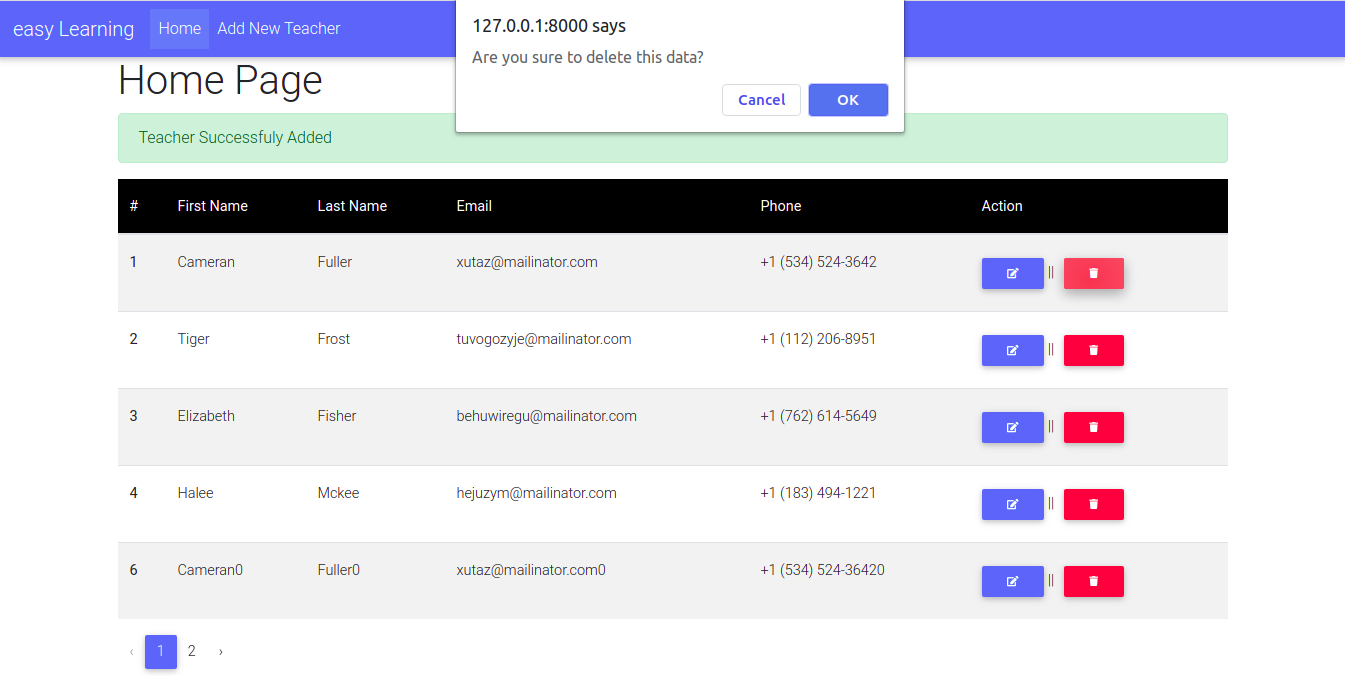 easy Learning Home Add New Teacher
127.0.0.1:8000 says
Are you sure to delete this data?
Cancel OK
Home Page
Teacher Successfuly Added
# First Name Last Name Email Phone Action
1 Cameran Fuller xutaz@mailinator.com +1 (534) 524-3642 ||
2 Tiger Frost tuvogozyje@mailinator.com +1 (112) 206-8951 ||
3 Elizabeth Fisher behuwiregu@mailinator.com +1 (762) 614-5649 ||
4 Halee Mckee hejuzym@mailinator.com +1 (183) 494-1221 ||
6 Cameran0 Fuller0 xutaz@mailinator.com0 +1 (534) 524-36420 ||
‹ 1 2 ›